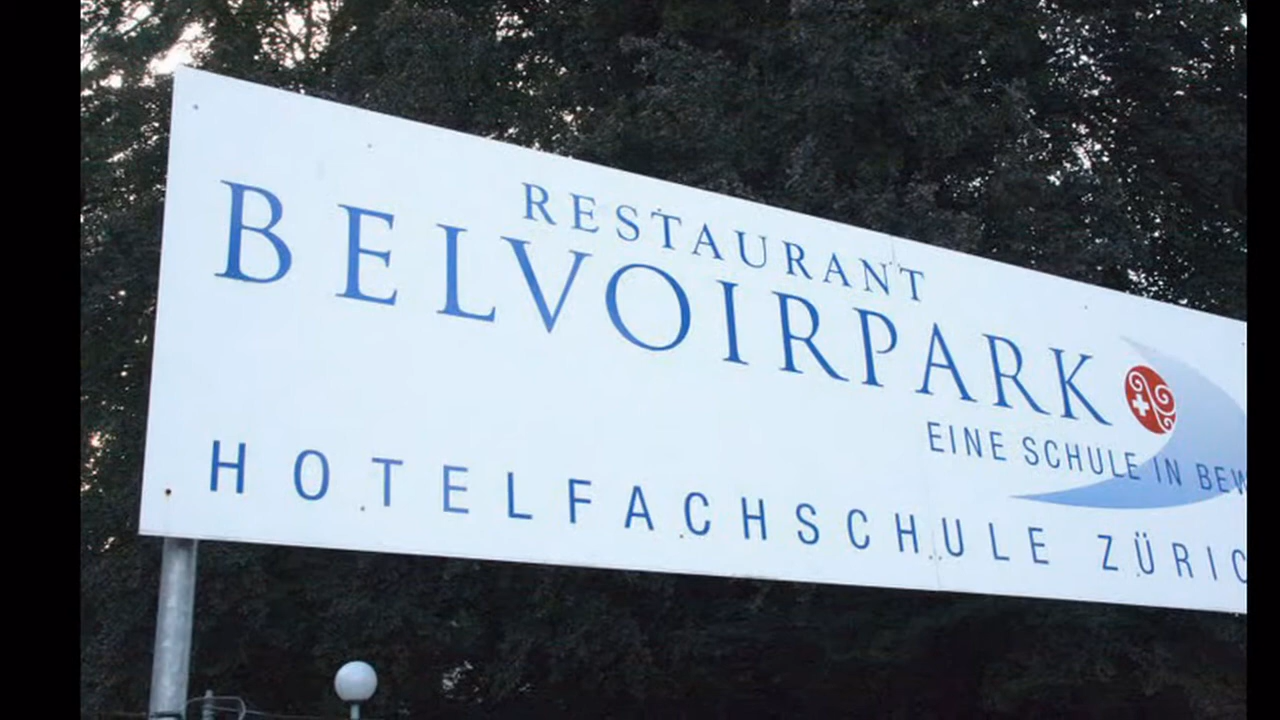 RESTAURANT
BELVOIRPARK
EINE SCHULE IN
HOTELFACHSCHULE